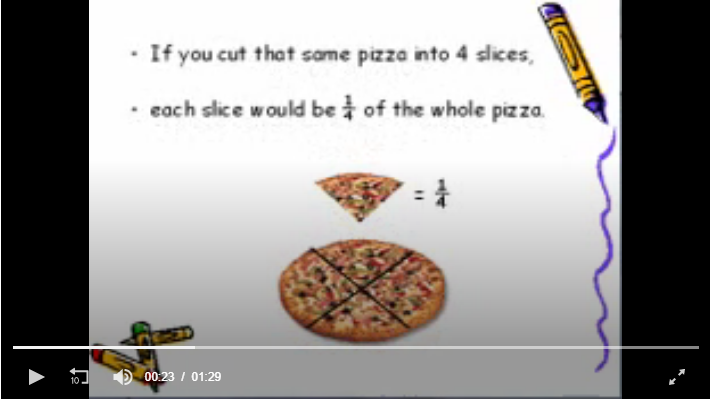 · If you cut that same pizza into 4 slices,
· each slice would be 1/4 of the whole pizza.
= 1/4
10
00:23 / 01:29